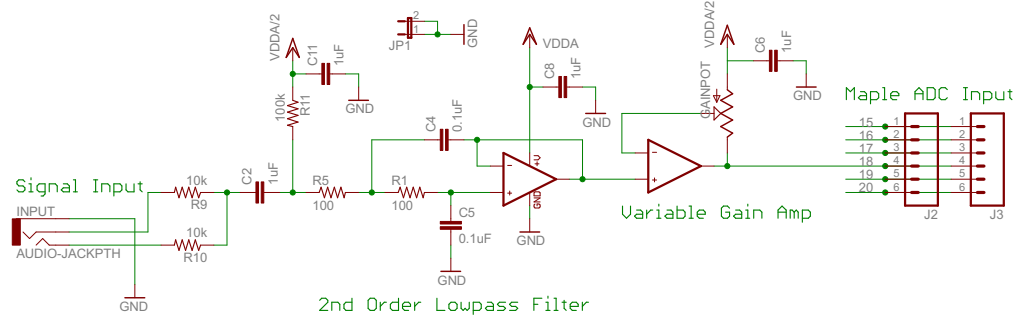 VDDA/2
C11
1uF
GND
100k
R11
2
1
JP1
GND
VDDA
C8
1uF
GND
VDDA/2
C6
1uF
GND
GAINPOT
Maple ADC Input
15 1 1
16 2 2
17 3 3
18 4 4
19 5 5
20 6 6
J2 J3
Signal Input
INPUT
AUDIO-JACKPTH
10k
R9
10k
R10
GND
C2
1uF
R5
100
C4
0.1uF
R1
100
C5
0.1uF
GND
-
+
V+
GND
GND
-
+
Variable Gain Amp
2nd Order Lowpass Filter